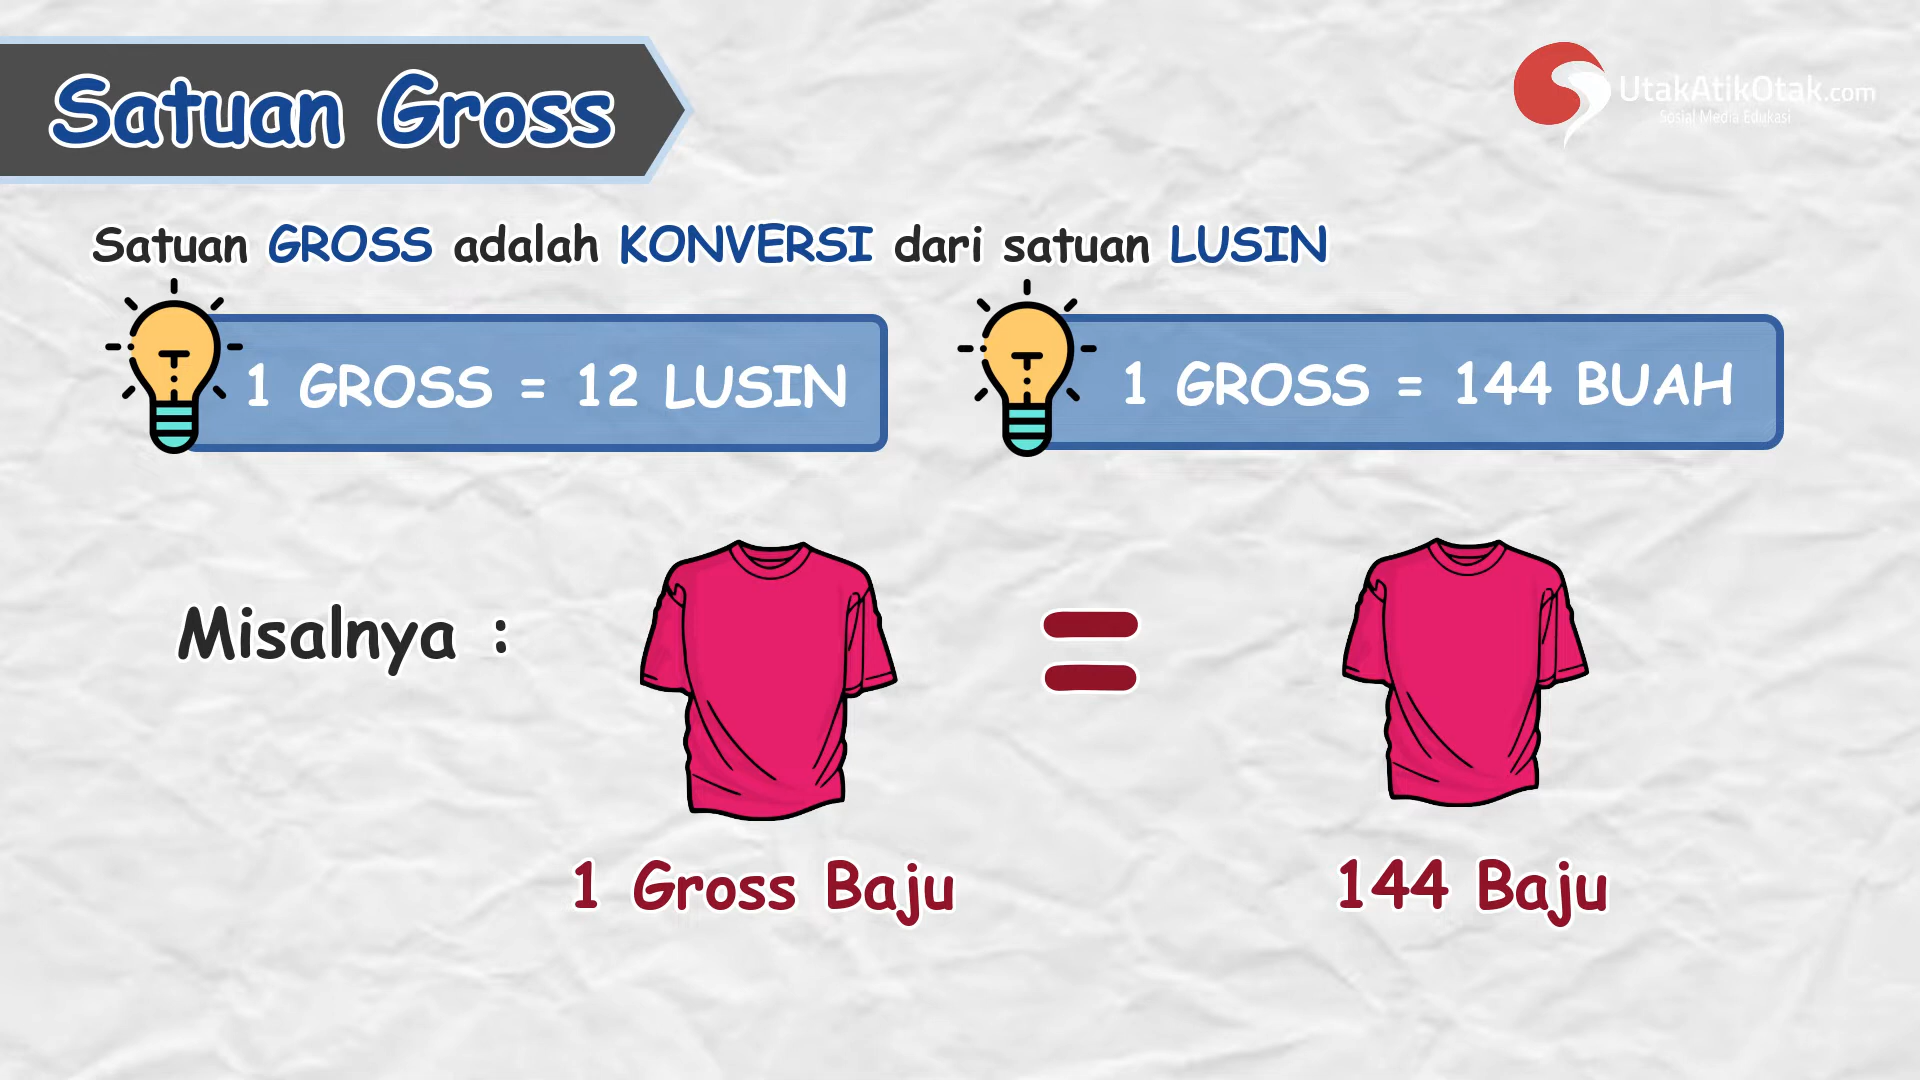 Satuan Gross
UtakAtikOtak.com
Sosial Media Edukasi
Satuan GROSS adalah KONVERSI dari satuan LUSIN
1 GROSS = 12 LUSIN
1 GROSS = 144 BUAH
Misalnya :
=
1 Gross Baju
144 Baju